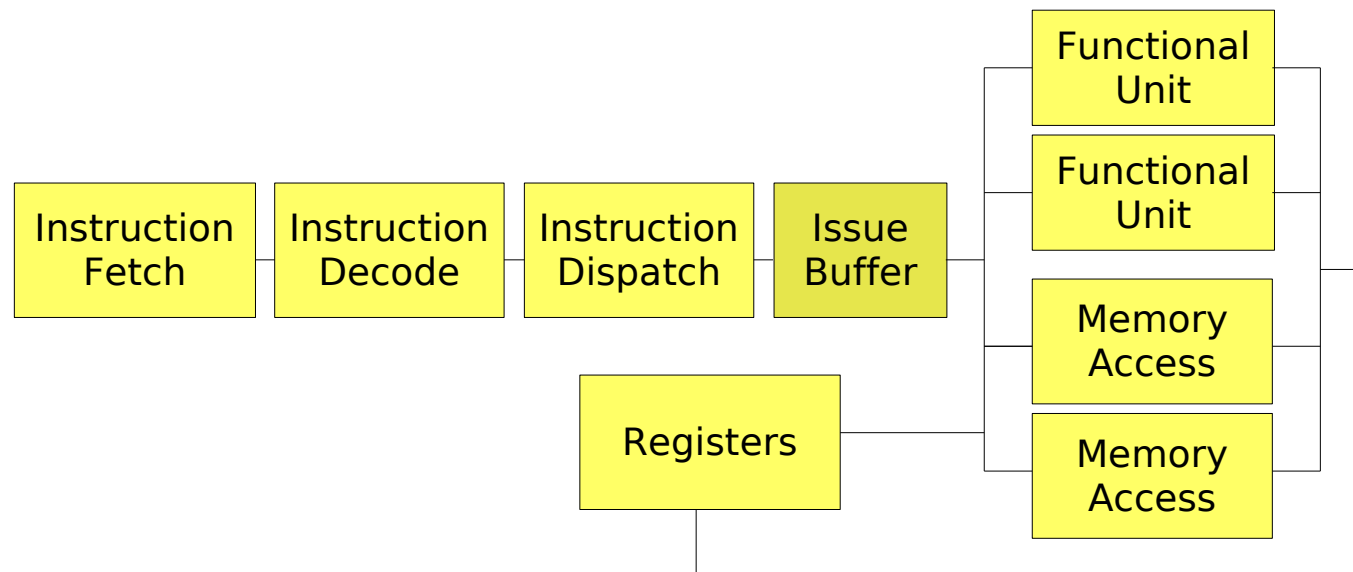 Functional
Unit
Functional
Unit
Instruction
Fetch
Instruction
Decode
Instruction
Dispatch
Issue
Buffer
Memory
Access
Registers
Memory
Access